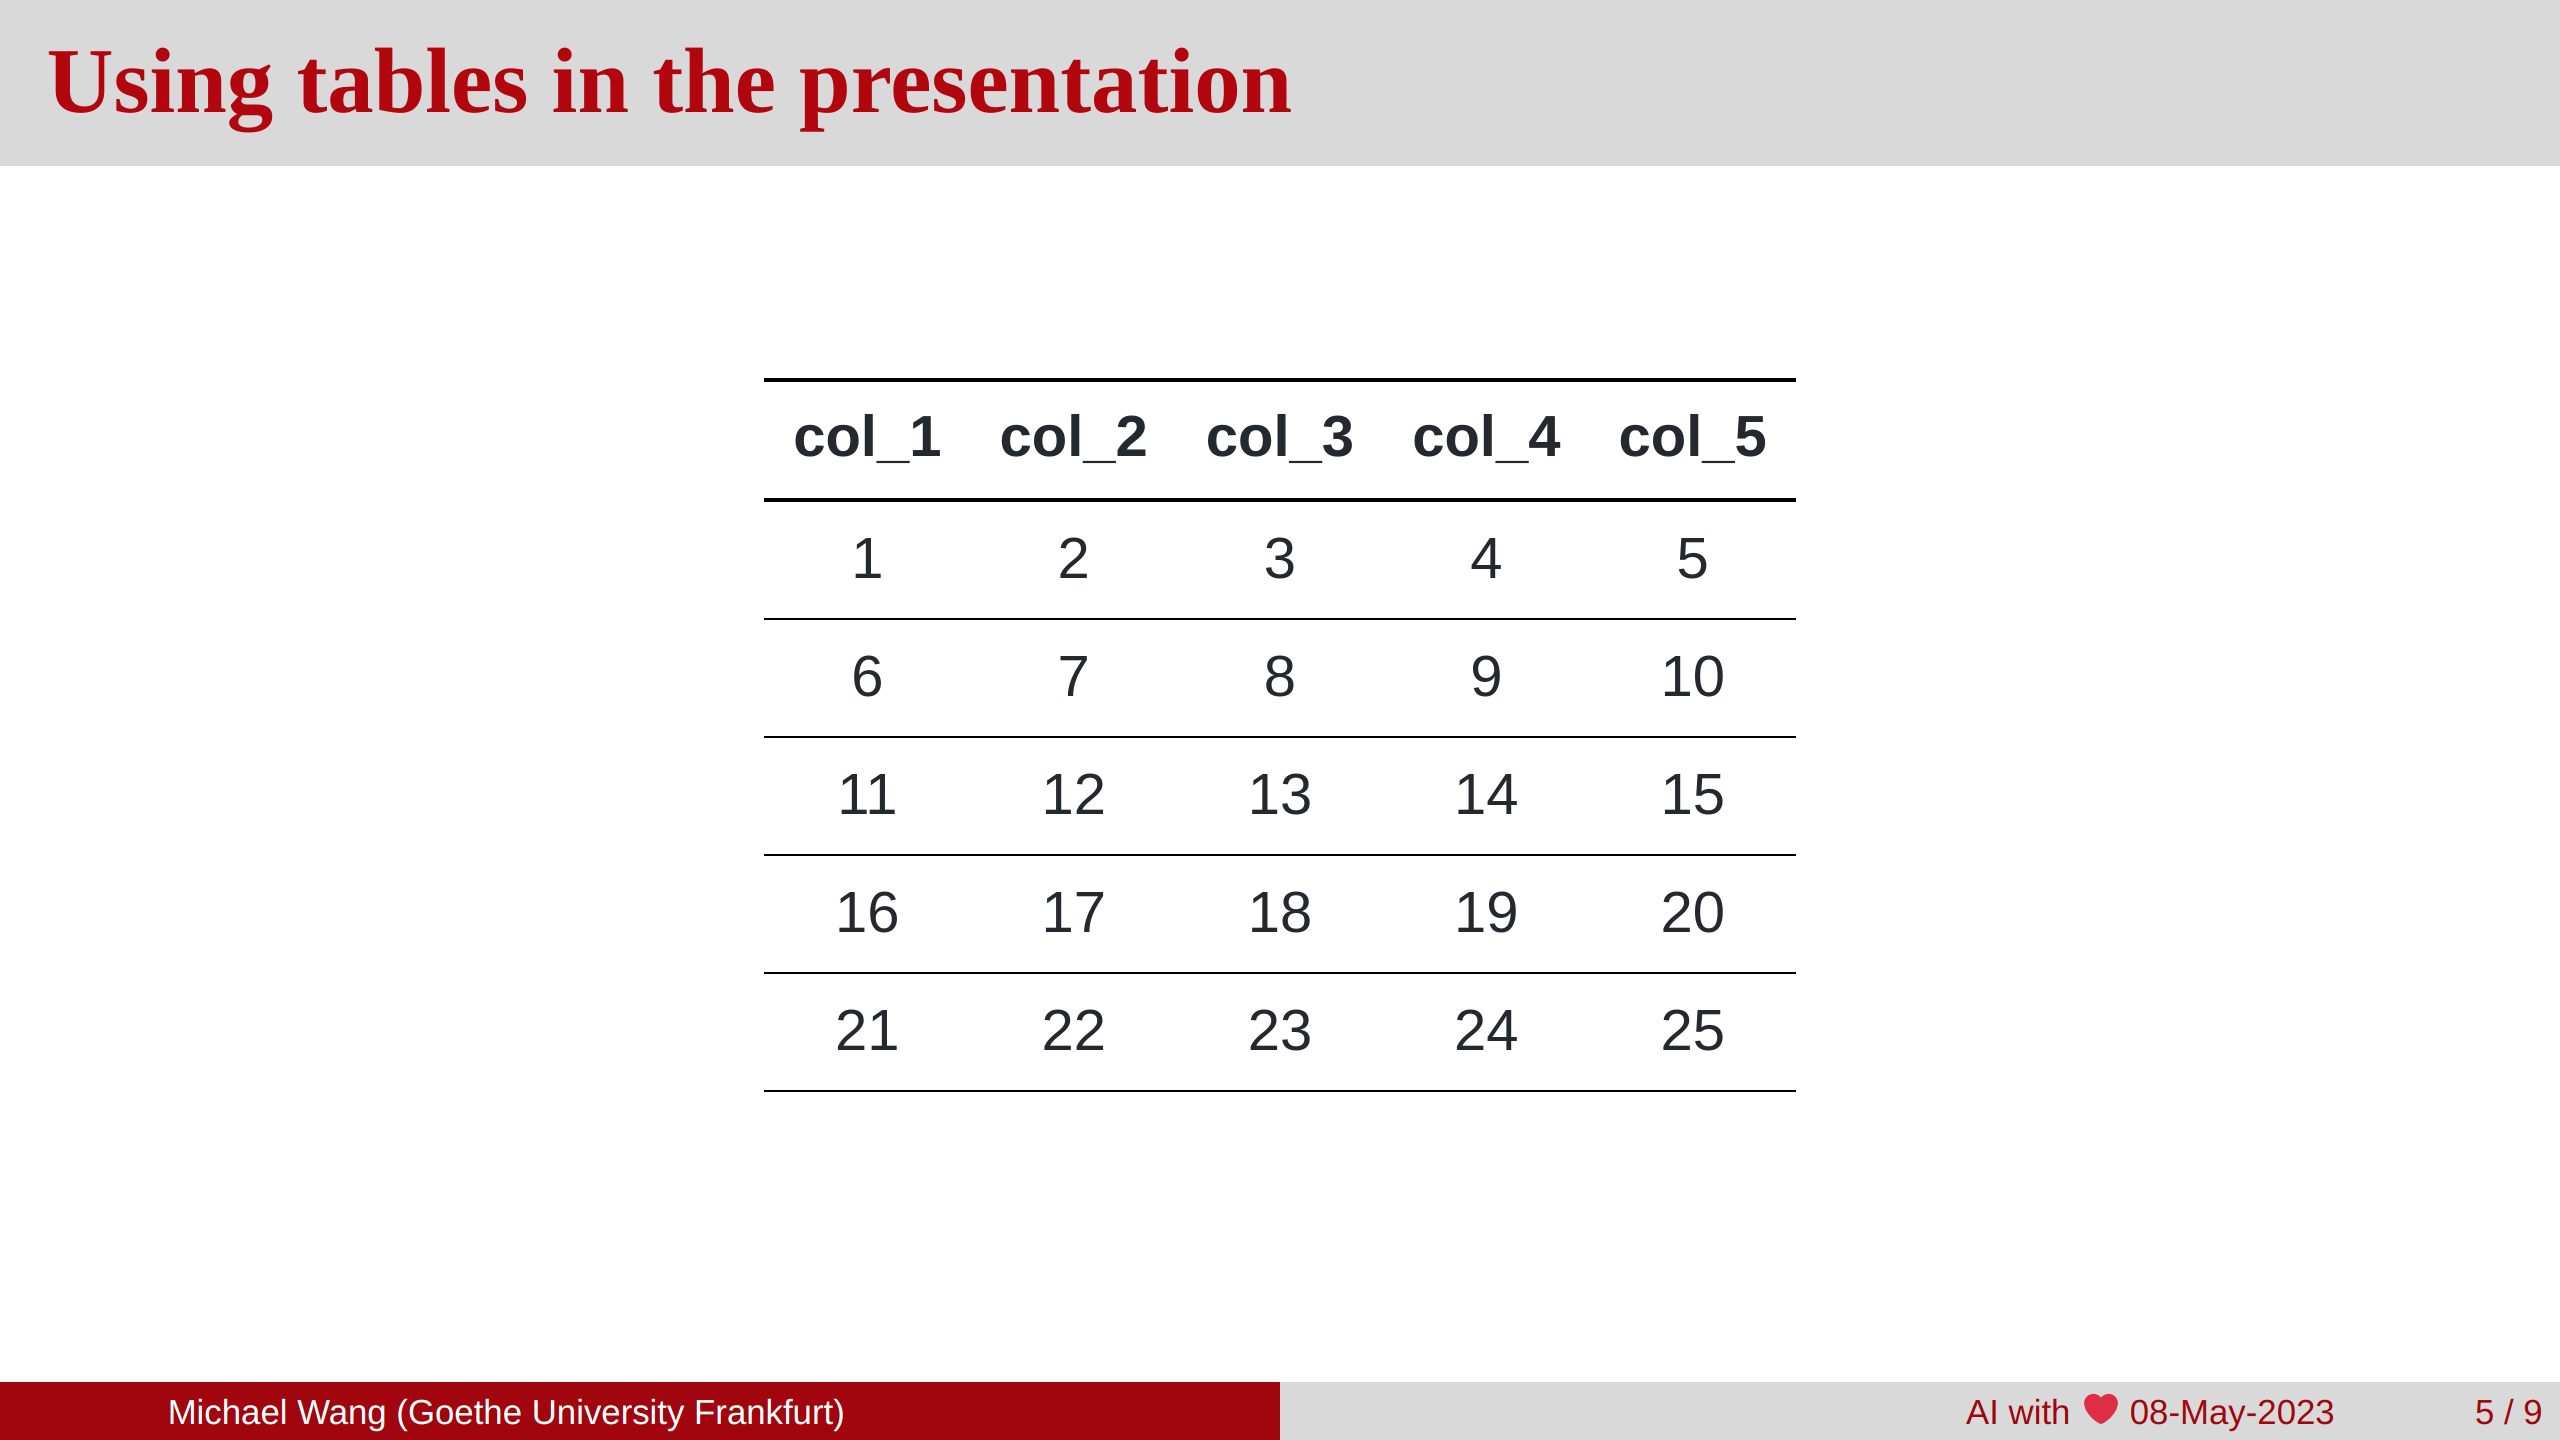 Using tables in the presentation
col_1 col_2 col_3 col_4 col_5
1 2 3 4 5
6 7 8 9 10
11 12 13 14 15
16 17 18 19 20
21 22 23 24 25
Michael Wang (Goethe University Frankfurt) AI with ❤️ 08-May-2023 5 / 9